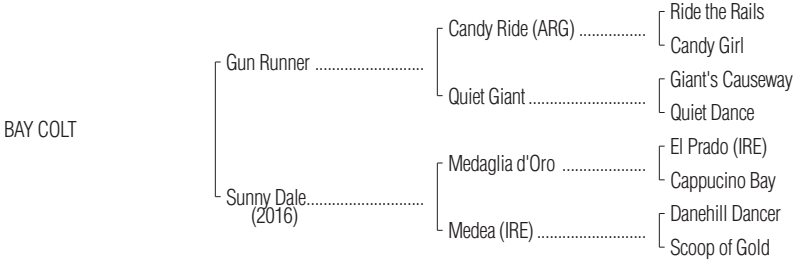 Ride the Rails
Candy Ride (ARG) ................
Candy Girl
Gun Runner ..........................
Giant's Causeway
Quiet Giant ............................
Quiet Dance
BAY COLT
El Prado (IRE)
Medaglia d'Oro ....................
Cappucino Bay
Sunny Dale............................
(2016)
Danehill Dancer
Medea (IRE) ..........................
Scoop of Gold